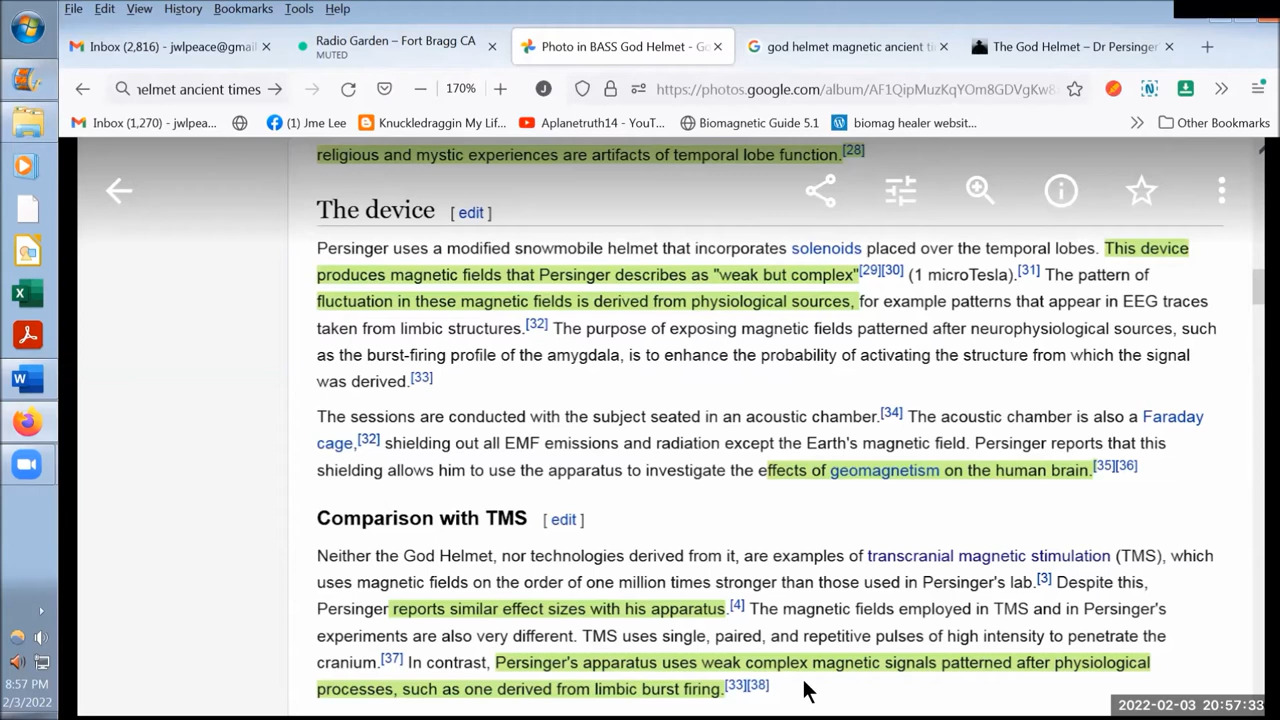 File Edit View History Bookmarks Tools Help
Inbox (2,816) - jwlpeace@gmail × Radio Garden – Fort Bragg CA × Photo in BASS God Helmet - Go × god helmet magnetic ancient ti × The God Helmet – Dr Persinger × +
MUTED
elmet ancient times 170% J https://photos.google.com/album/AF1QipMuzKqYOm8GDVgKw8 N
Inbox (1,270) - jwlpea... (1) Jme Lee Knuckledraggin My Lif... Aplanetruth14 - YouT... Biomagnetic Guide 5.1 biomag healer websit... Other Bookmarks
religious and mystic experiences are artifacts of temporal lobe function.[28]
The device [ edit ]
Persinger uses a modified snowmobile helmet that incorporates solenoids placed over the temporal lobes. This device
produces magnetic fields that Persinger describes as "weak but complex"[29][30] (1 microTesla).[31] The pattern of
fluctuation in these magnetic fields is derived from physiological sources, for example patterns that appear in EEG traces
taken from limbic structures.[32] The purpose of exposing magnetic fields patterned after neurophysiological sources, such
as the burst-firing profile of the amygdala, is to enhance the probability of activating the structure from which the signal
was derived.[33]
The sessions are conducted with the subject seated in an acoustic chamber.[34] The acoustic chamber is also a Faraday
cage,[32] shielding out all EMF emissions and radiation except the Earth's magnetic field. Persinger reports that this
shielding allows him to use the apparatus to investigate the effects of geomagnetism on the human brain.[35][36]
Comparison with TMS [ edit ]
Neither the God Helmet, nor technologies derived from it, are examples of transcranial magnetic stimulation (TMS), which
uses magnetic fields on the order of one million times stronger than those used in Persinger's lab.[3] Despite this,
Persinger reports similar effect sizes with his apparatus.[4] The magnetic fields employed in TMS and in Persinger's
experiments are also very different. TMS uses single, paired, and repetitive pulses of high intensity to penetrate the
cranium.[37] In contrast, Persinger's apparatus uses weak complex magnetic signals patterned after physiological
processes, such as one derived from limbic burst firing.[33][38]
8:57 PM
2/3/2022
2022-02-03 20:57:33